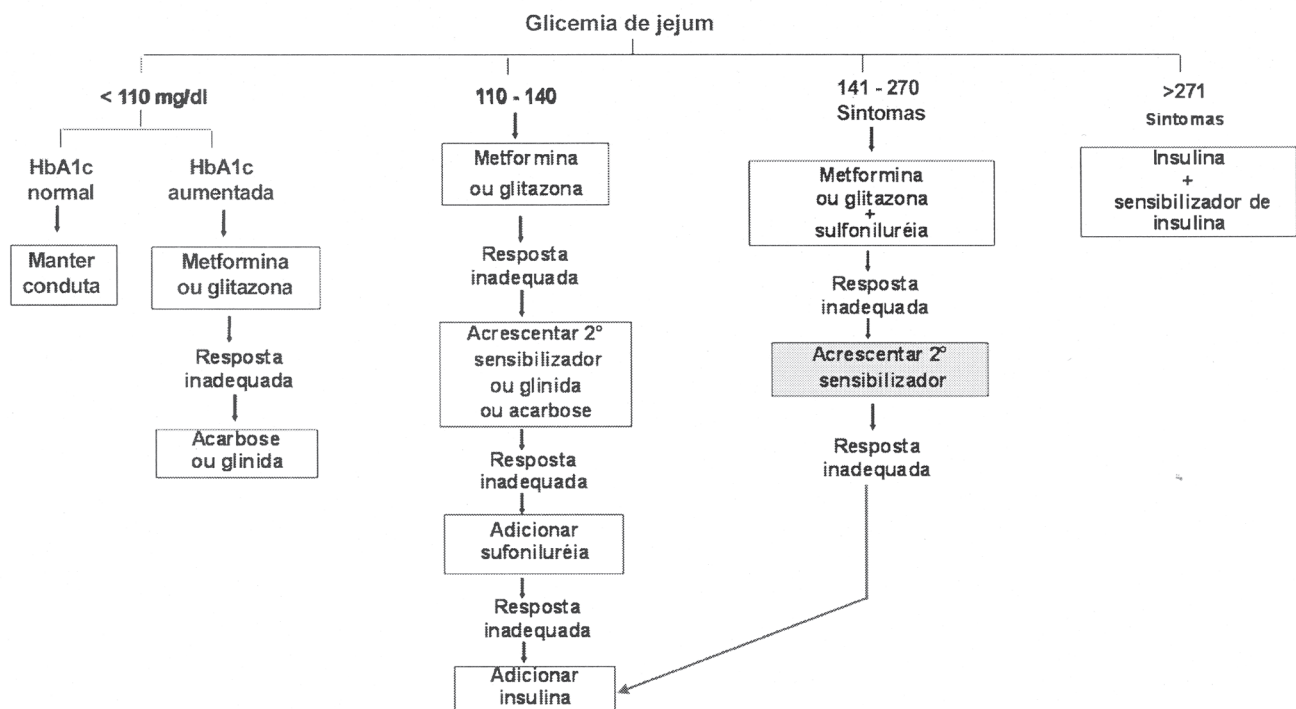 Glicemia de jejum
< 110 mg/dl
HbA1c
normal
Manter
conduta
HbA1c
aumentada
Metformina
ou glitazona
Resposta
inadequada
Acarbose
ou glinida
110 - 140
Metformina
ou glitazona
Resposta
inadequada
Acrescentar 2°
sensibilizador
ou glinida
ou acarbose
Resposta
inadequada
Adicionar
sufoniluréia
Resposta
inadequada
Adicionar
insulina
141 - 270
Sintomas
Metformina
ou glitazona
+
sulfoniluréia
Resposta
inadequada
Acrescentar 2°
sensibilizador
Resposta
inadequada
>271
Sintomas
Insulina
+
sensibilizador de
insulina